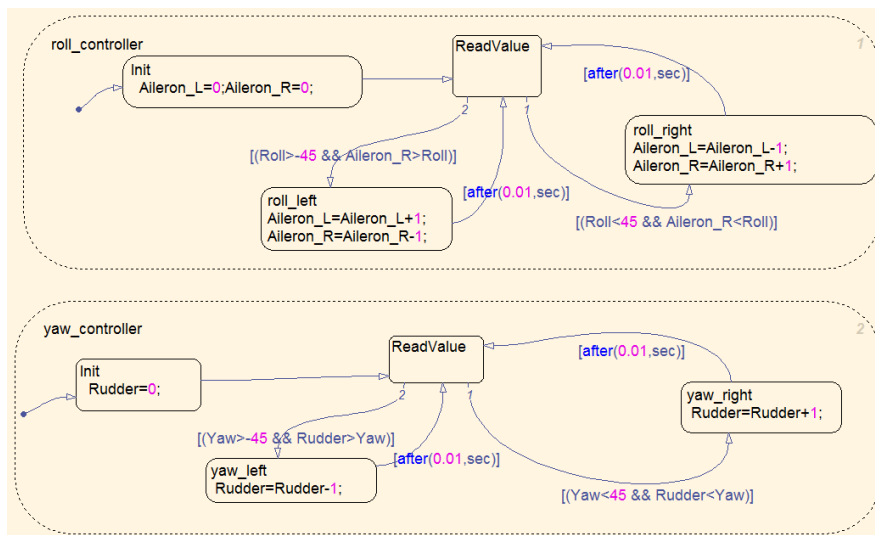 roll_controller
1
Init
Aileron_L=0;Aileron_R=0;
ReadValue
[after(0.01,sec)]
2
1
[(Roll>-45 && Aileron_R>Roll)]
roll_right
Aileron_L=Aileron_L-1;
Aileron_R=Aileron_R+1;
roll_left
Aileron_L=Aileron_L+1;
Aileron_R=Aileron_R-1;
[after(0.01,sec)]
[(Roll<45 && Aileron_R<Roll)]
yaw_controller
2
Init
Rudder=0;
ReadValue
[after(0.01,sec)]
2
1
yaw_right
Rudder=Rudder+1;
[(Yaw>-45 && Rudder>Yaw)]
yaw_left
Rudder=Rudder-1;
[after(0.01,sec)]
[(Yaw<45 && Rudder<Yaw)]